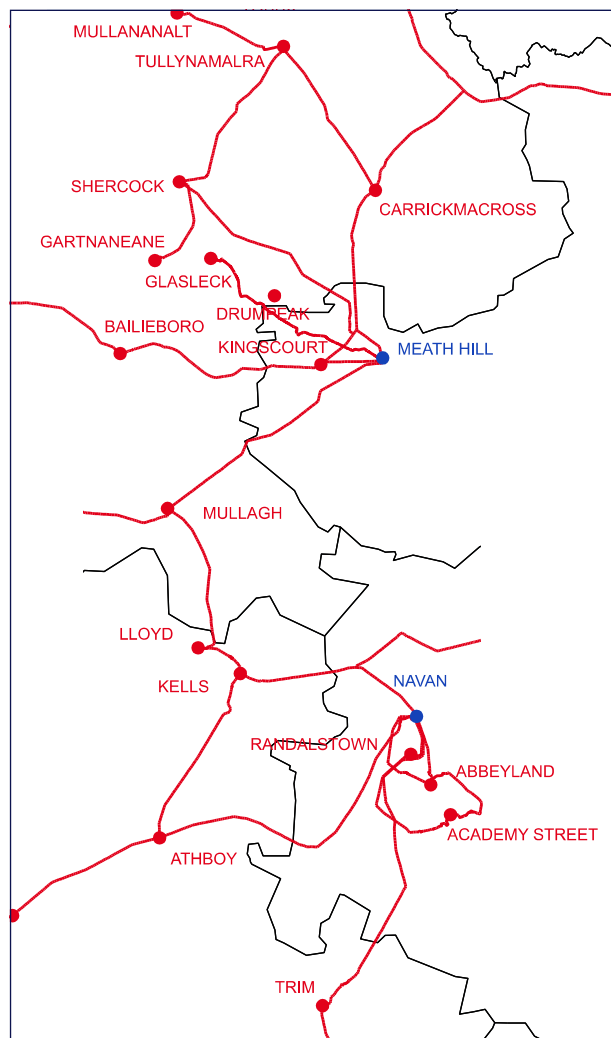 MULLANANALT
TULLYNAMALRA
SHERCOCK
CARRICKMACROSS
GARTNANEANE
GLASLECK
DRUMPEAK
BAILIEBORO
KINGSCOURT
MEATH HILL
MULLAGH
LLOYD
KELLS
NAVAN
RANDALSTOWN
ABBEYLAND
ACADEMY STREET
ATHBOY
TRIM